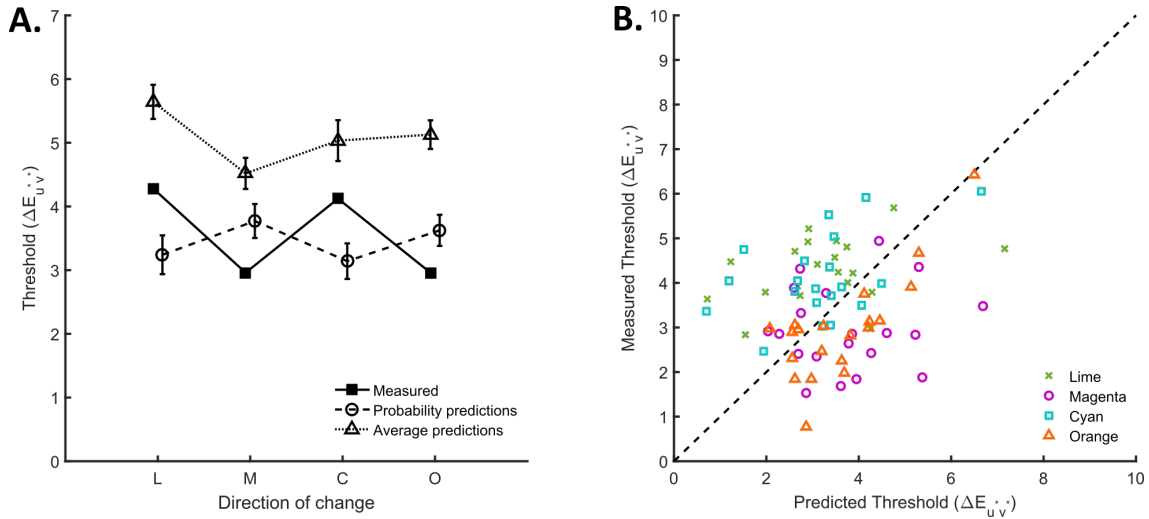 A.
7
6
5
4
3
2
1
0
Threshold (ΔE u*v*)
L M C O
Direction of change
Measured
Probability predictions
Average predictions
B.
10
9
8
7
6
5
4
3
2
1
0
Measured Threshold (ΔE u*v*)
0 2 4 6 8 10
Predicted Threshold (ΔE u*v*)
Lime
Magenta
Cyan
Orange